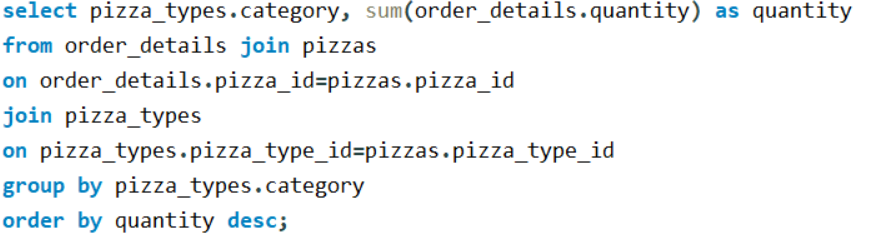 select pizza_types.category, sum(order_details.quantity) as quantity
from order_details join pizzas
on order_details.pizza_id=pizzas.pizza_id
join pizza_types
on pizza_types.pizza_type_id=pizzas.pizza_type_id
group by pizza_types.category
order by quantity desc;